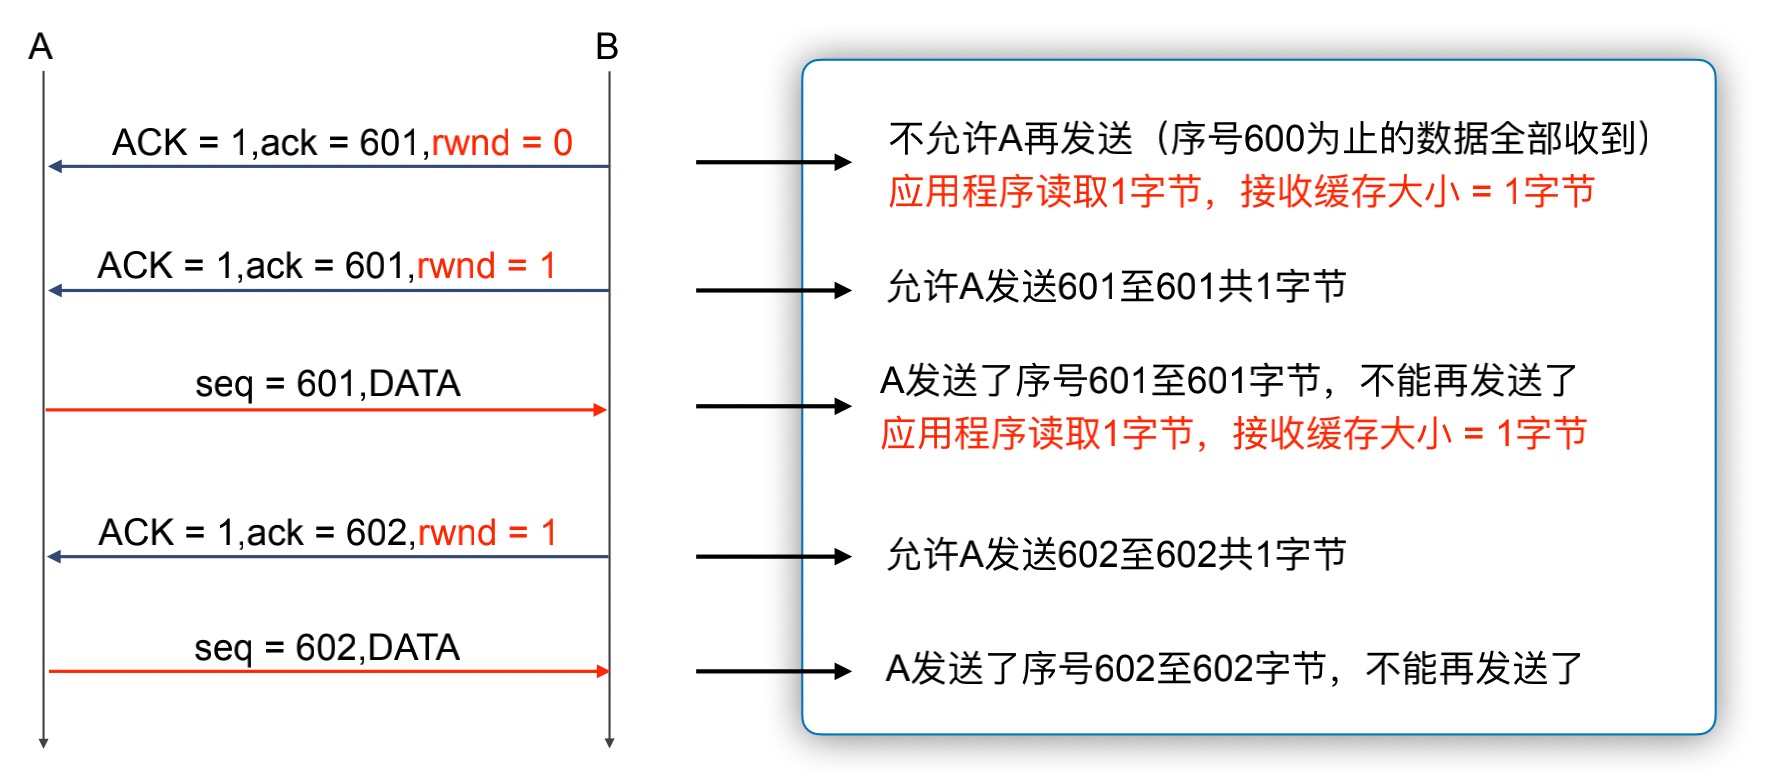 A
B
ACK = 1,ack = 601,rwnd = 0
不允许A再发送（序号600为止的数据全部收到）
应用程序读取1字节，接收缓存大小 = 1字节
ACK = 1,ack = 601,rwnd = 1
允许A发送601至601共1字节
seq = 601,DATA
A发送了序号601至601字节，不能再发送了
应用程序读取1字节，接收缓存大小 = 1字节
ACK = 1,ack = 602,rwnd = 1
允许A发送602至602共1字节
seq = 602,DATA
A发送了序号602至602字节，不能再发送了